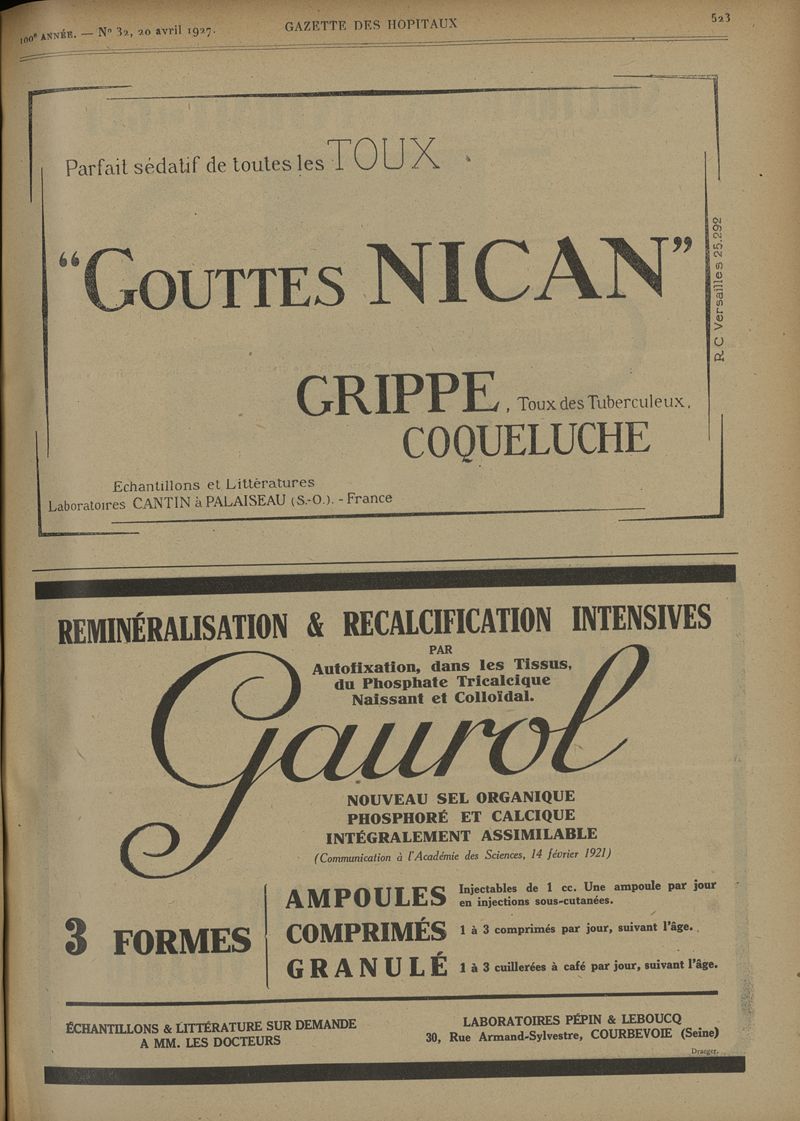 100e ANNÉE. — No 32, 20 avril 1927.
GAZETTE DES HOPITAUX
523
Parfait sédatif de toutes les TOUX
“GOUTTES NICAN”
R.C Versailles 25.292
GRIPPE, Toux des Tuberculeux,
COQUELUCHE
Echantillons et Littèratures
Laboratoires CANTIN à PALAISEAU (S.-O.). - France
REMINÉRALISATION & RECALCIFICATION INTENSIVES
PAR
Autofixation, dans les Tissus,
du Phosphate Tricalcique
Naissant et Colloïdal.
Gaurol
NOUVEAU SEL ORGANIQUE
PHOSPHORÉ ET CALCIQUE
INTÉGRALEMENT ASSIMILABLE
(Communication à l'Académie des Sciences, 14 février 1921)
3 FORMES
AMPOULES Injectables de 1 cc. Une ampoule par jour
en injections sous-cutanées.
COMPRIMÉS 1 à 3 comprimés par jour, suivant l'âge.
GRANULÉ 1 à 3 cuillerées à café par jour, suivant l'âge.
ÉCHANTILLONS & LITTÉRATURE SUR DEMANDE
A MM. LES DOCTEURS
LABORATOIRES PÉPIN & LEBOUCQ
30, Rue Armand-Sylvestre, COURBEVOIE (Seine)
Draeger.